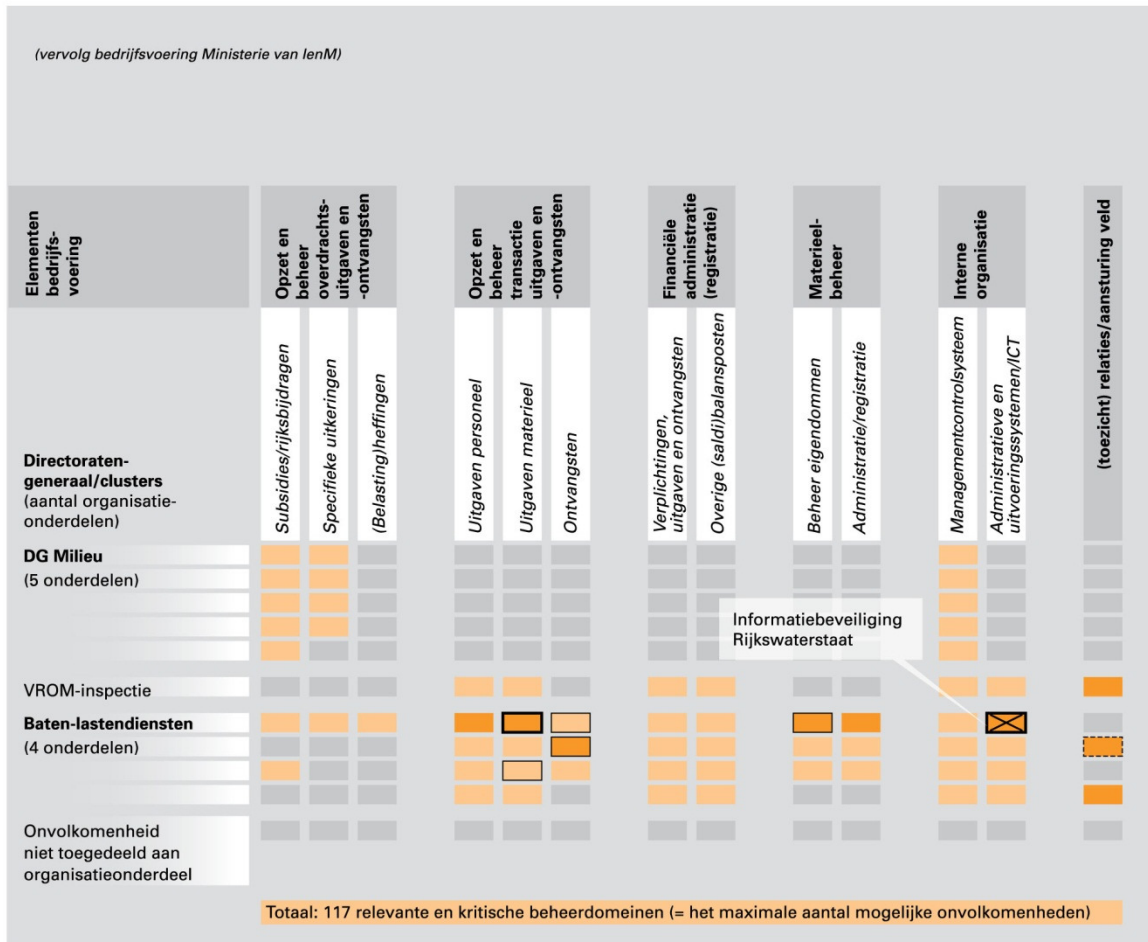 (vervolg bedrijfsvoering Ministerie van IenM)
Elementen
bedrijfs-
voering
Opzet en
beheer
overdrachts-
uitgaven en
-ontvangsten
Opzet en
beheer
transactie
uitgaven en
-ontvangsten
Financiële
administratie
(registratie)
Materieel-
beheer
Interne
organisatie
(toezicht) relaties/aansturing veld
Directoraten-
generaal/clusters
(aantal organisatie-
onderdelen)
Subsidies/rijksbijdragen
Specifieke uitkeringen
(Belasting)heffingen
Uitgaven personeel
Uitgaven materieel
Ontvangsten
Verplichtingen,
uitgaven en ontvangsten
Overige (saldi)balansposten
Beheer eigendommen
Administratie/registratie
Managementcontrolsysteem
Administratieve en
uitvoeringssystemen/ICT
DG Milieu
(5 onderdelen)
Informatiebeveiliging
Rijkswaterstaat
VROM-inspectie
Baten-lastendiensten
(4 onderdelen)
Onvolkomenheid
niet toegedeeld aan
organisatieonderdeel
Totaal: 117 relevante en kritische beheerdomeinen (= het maximale aantal mogelijke onvolkomenheden)